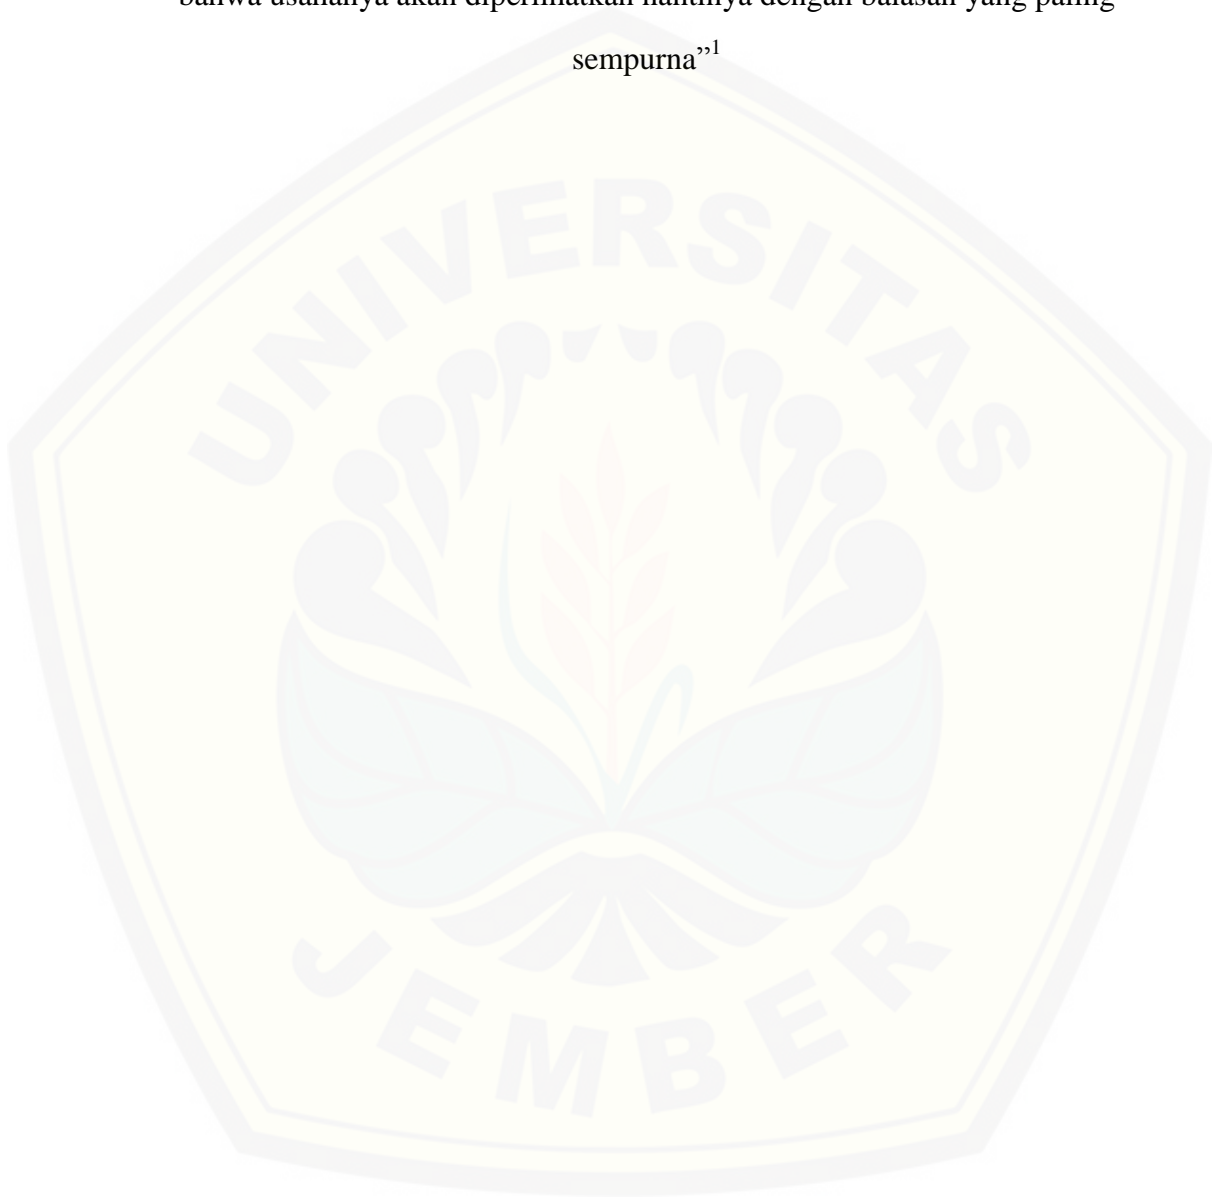 bahwa usahanya akan diperlihatkan nantinya dengan balasan yang paling
sempurna”¹
UNIVERSITAS
JEMBER